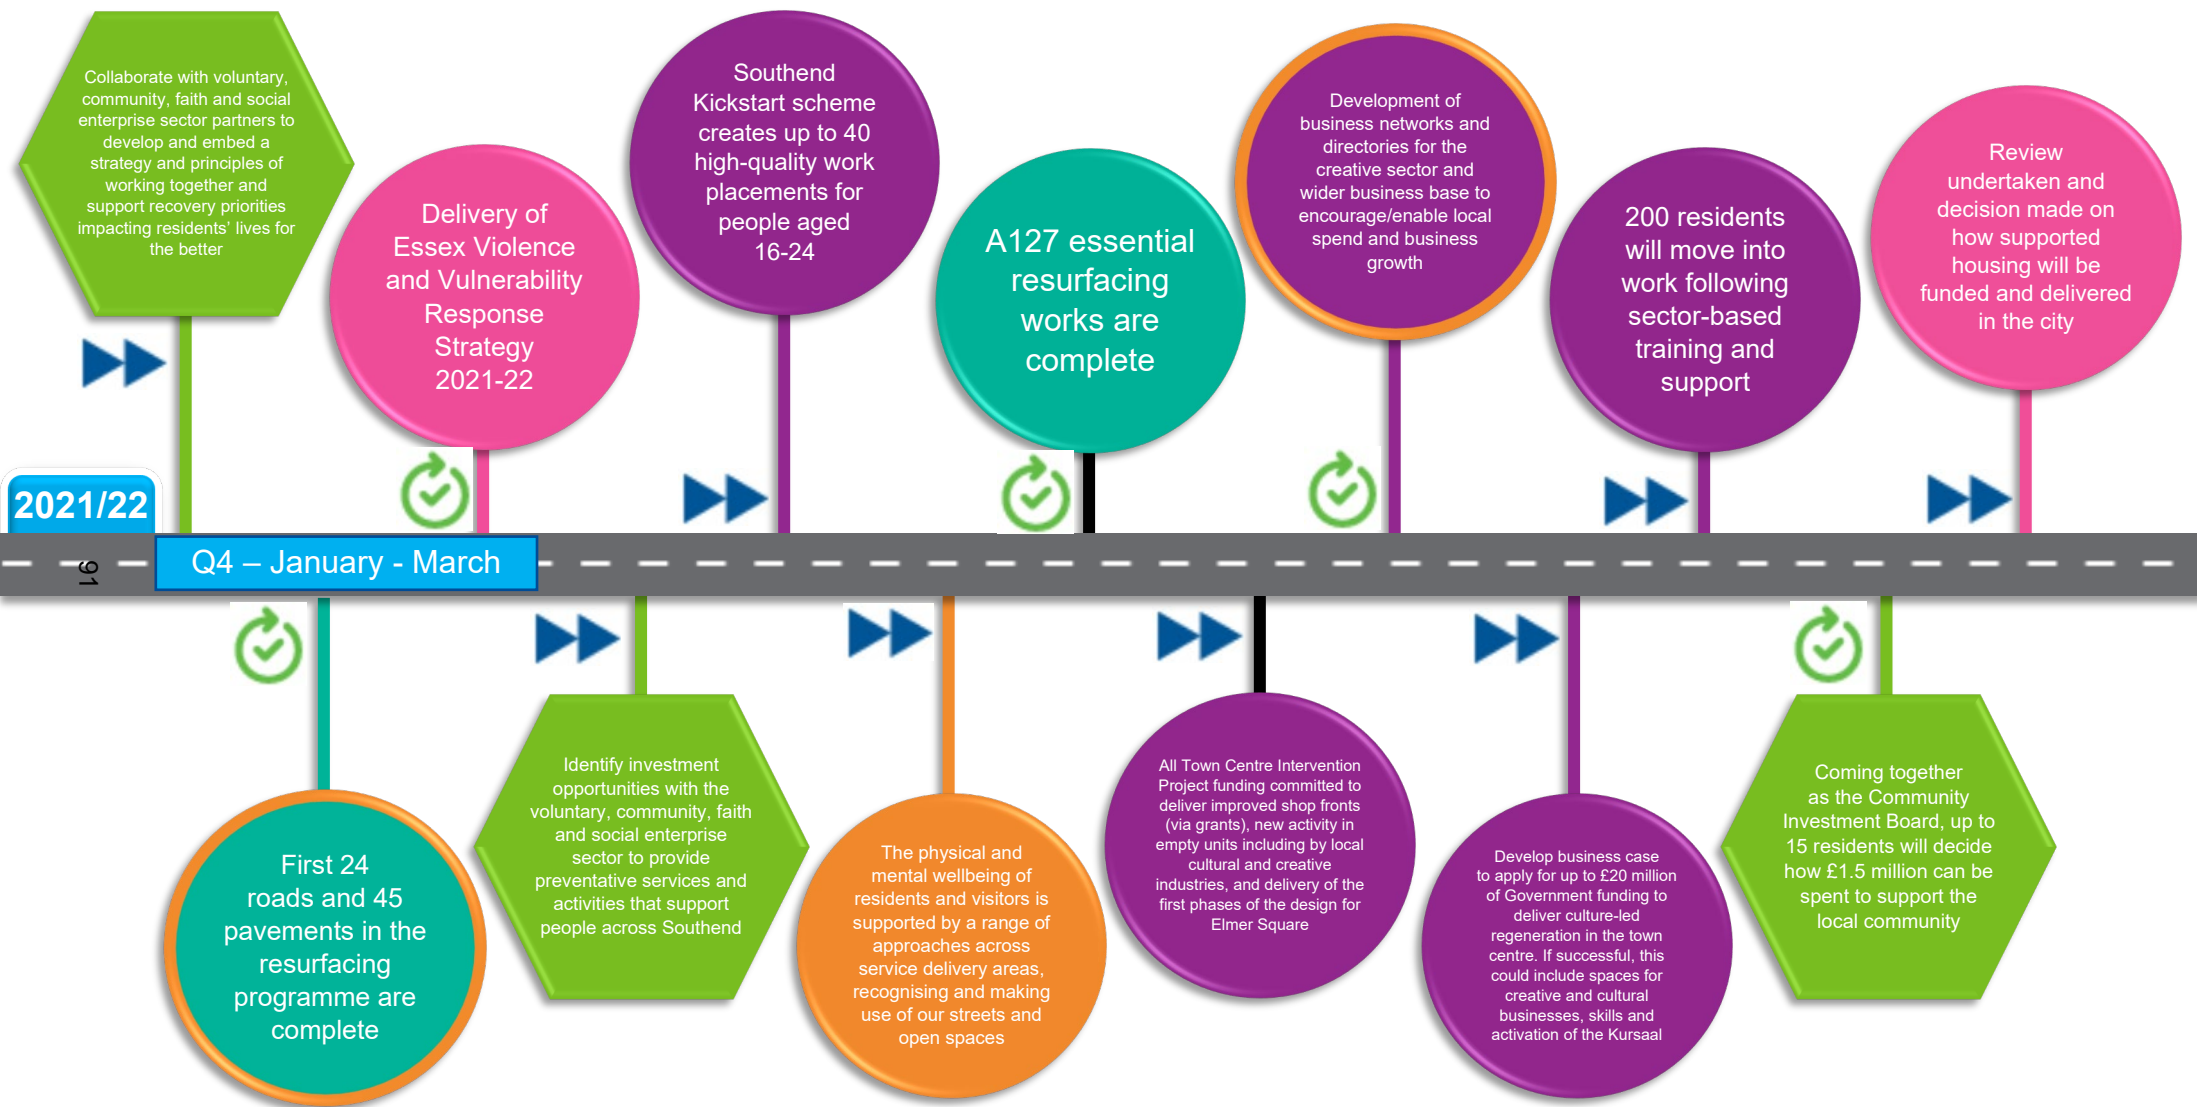 Collaborate with voluntary,
community, faith and social
enterprise sector partners to
develop and embed a
strategy and principles of
working together and
support recovery priorities
impacting residents' lives for
the better
Delivery of
Essex Violence
and Vulnerability
Response
Strategy
2021-22
Southend
Kickstart scheme
creates up to 40
high-quality work
placements for
people aged
16-24
A127 essential
resurfacing
works are
complete
Development of
business networks and
directories for the
creative sector and
wider business base to
encourage/enable local
spend and business
growth
200 residents
will move into
work following
sector-based
training and
support
Review
undertaken and
decision made on
how supported
housing will be
funded and delivered
in the city
2021/22
91
Q4 – January - March
First 24
roads and 45
pavements in the
resurfacing
programme are
complete
Identify investment
opportunities with the
voluntary, community, faith
and social enterprise
sector to provide
preventative services and
activities that support
people across Southend
The physical and
mental wellbeing of
residents and visitors is
supported by a range of
approaches across
service delivery areas,
recognising and making
use of our streets and
open spaces
All Town Centre Intervention
Project funding committed to
deliver improved shop fronts
(via grants), new activity in
empty units including by local
cultural and creative
industries, and delivery of the
first phases of the design for
Elmer Square
Develop business case
to apply for up to £20 million
of Government funding to
deliver culture-led
regeneration in the town
centre. If successful, this
could include spaces for
creative and cultural
businesses, skills and
activation of the Kursaal
Coming together
as the Community
Investment Board, up to
15 residents will decide
how £1.5 million can be
spent to support the
local community